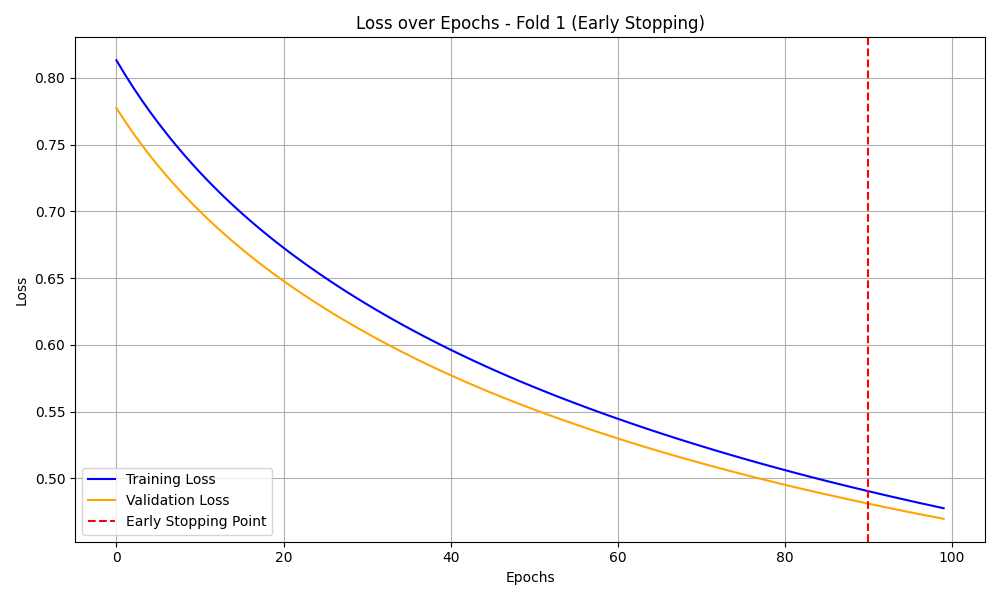 Loss over Epochs - Fold 1 (Early Stopping)
0.80
0.75
0.70
0.65
0.60
0.55
0.50
Loss
Training Loss
Validation Loss
Early Stopping Point
0 20 40 60 80 100
Epochs